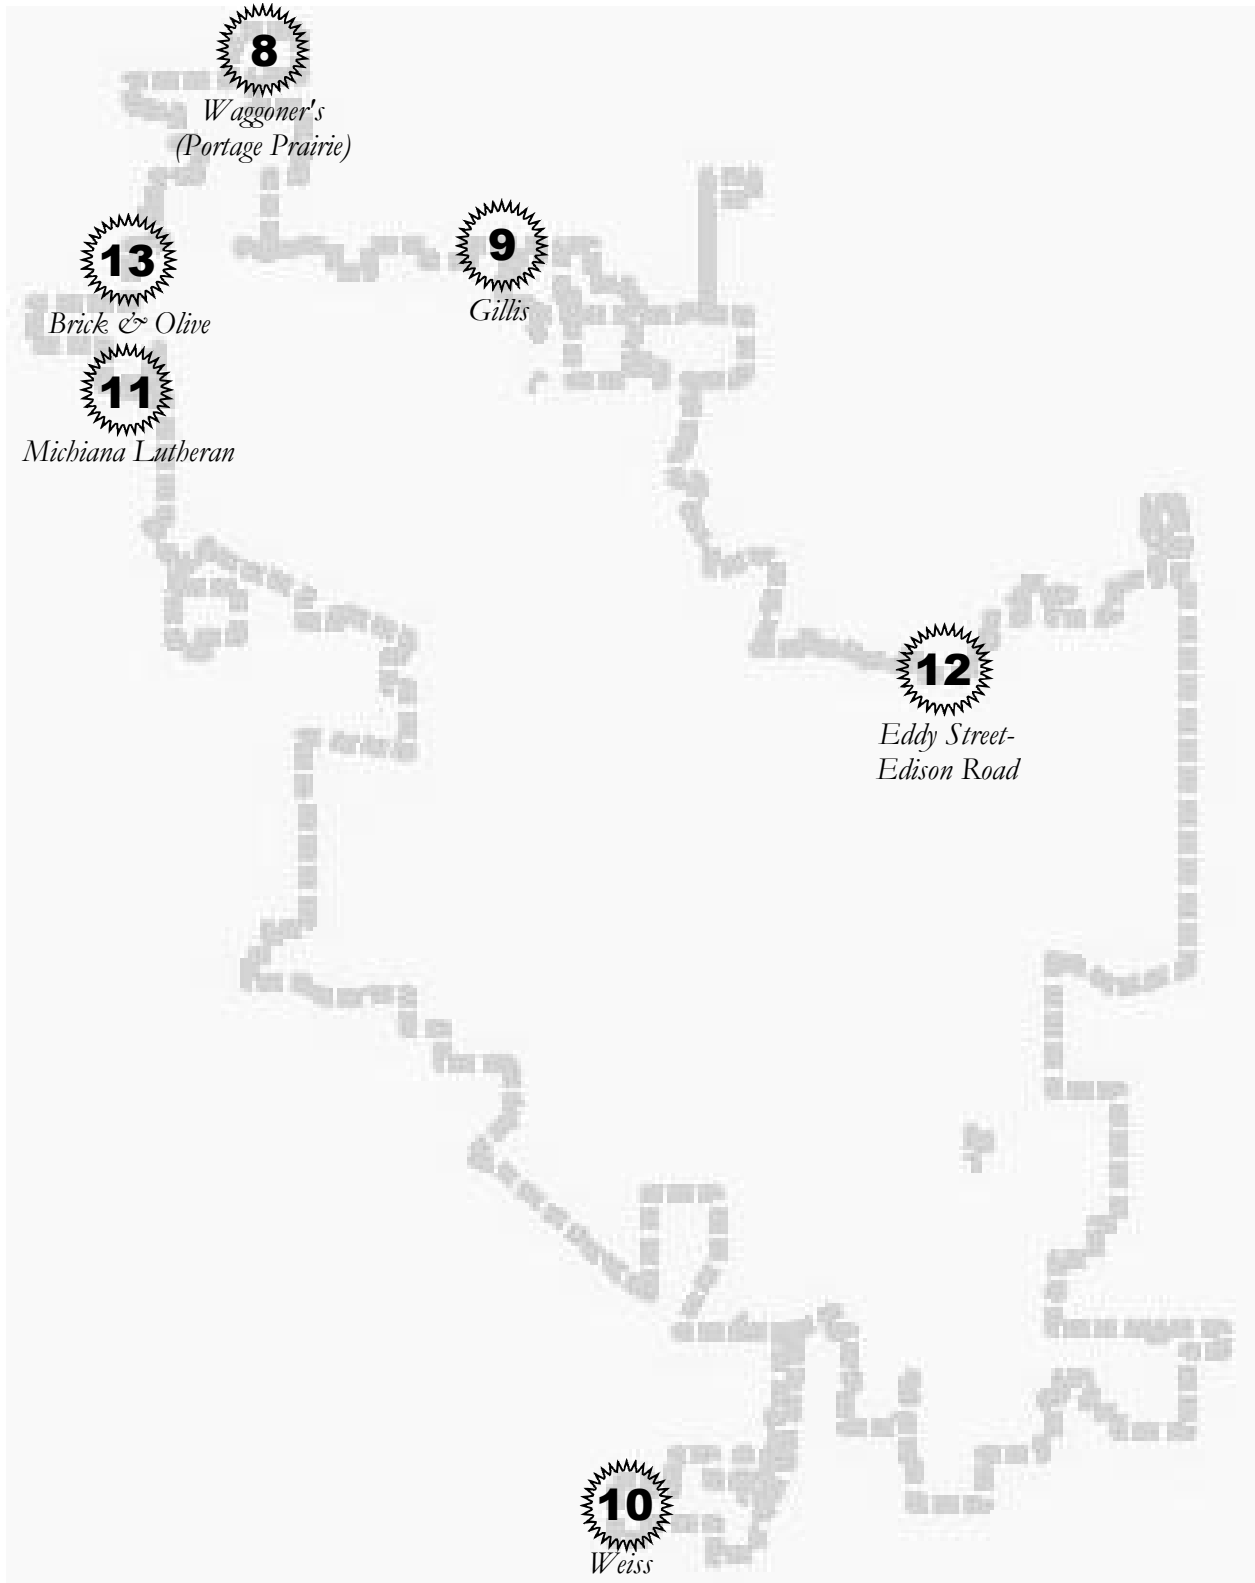 8
Waggoner's
(Portage Prairie)
13
Brick & Olive
9
Gillis
11
Michiana Lutheran
12
Eddy Street-
Edison Road
10
Weiss